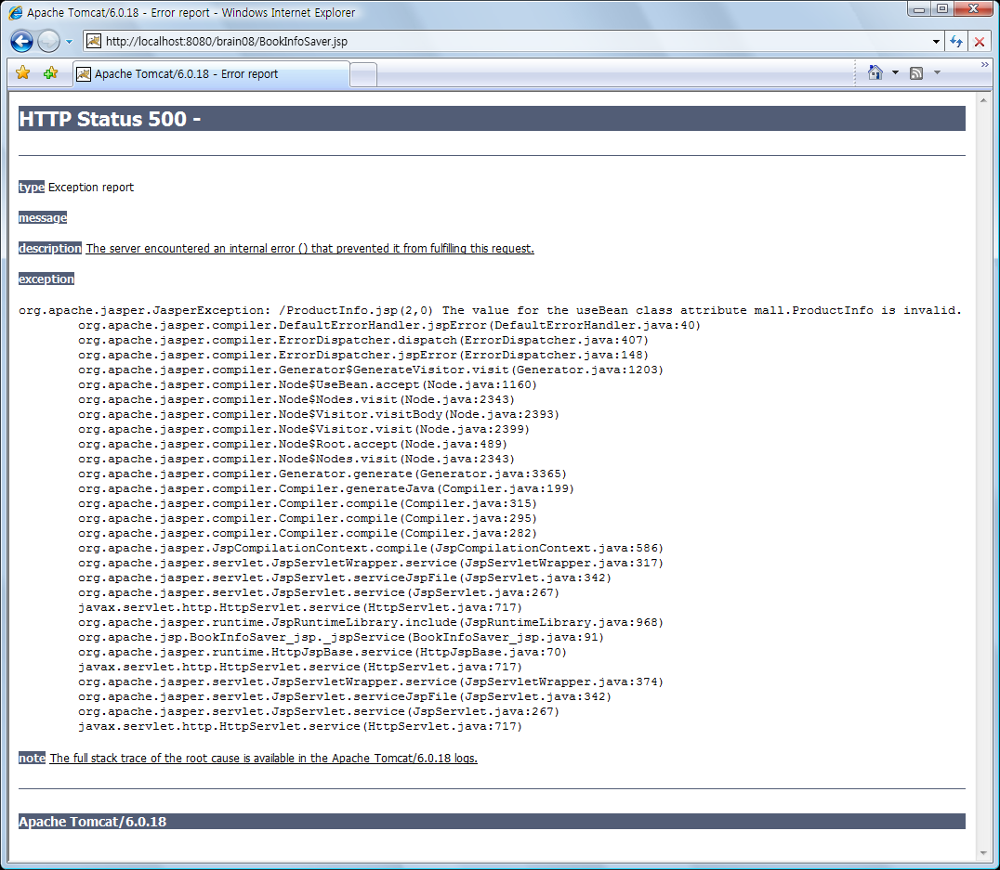 Apache Tomcat/6.0.18 - Error report - Windows Internet Explorer
http://localhost:8080/brain08/BookInfoSaver.jsp
Apache Tomcat/6.0.18 - Error report
HTTP Status 500 -
type Exception report
message
description The server encountered an internal error () that prevented it from fulfilling this request.
exception
org.apache.jasper.JasperException: /ProductInfo.jsp(2,0) The value for the useBean class attribute mall.ProductInfo is invalid.
org.apache.jasper.compiler.DefaultErrorHandler.jspError(DefaultErrorHandler.java:40)
org.apache.jasper.compiler.ErrorDispatcher.dispatch(ErrorDispatcher.java:407)
org.apache.jasper.compiler.ErrorDispatcher.jspError(ErrorDispatcher.java:148)
org.apache.jasper.compiler.Generator$GenerateVisitor.visit(Generator.java:1203)
org.apache.jasper.compiler.Node$UseBean.accept(Node.java:1160)
org.apache.jasper.compiler.Node$Nodes.visit(Node.java:2343)
org.apache.jasper.compiler.Node$Visitor.visitBody(Node.java:2393)
org.apache.jasper.compiler.Node$Visitor.visit(Node.java:2399)
org.apache.jasper.compiler.Node$Root.accept(Node.java:489)
org.apache.jasper.compiler.Node$Nodes.visit(Node.java:2343)
org.apache.jasper.compiler.Generator.generate(Generator.java:3365)
org.apache.jasper.compiler.Compiler.generateJava(Compiler.java:199)
org.apache.jasper.compiler.Compiler.compile(Compiler.java:315)
org.apache.jasper.compiler.Compiler.compile(Compiler.java:295)
org.apache.jasper.compiler.Compiler.compile(Compiler.java:282)
org.apache.jasper.JspCompilationContext.compile(JspCompilationContext.java:586)
org.apache.jasper.servlet.JspServletWrapper.service(JspServletWrapper.java:317)
org.apache.jasper.servlet.JspServlet.serviceJspFile(JspServlet.java:342)
org.apache.jasper.servlet.JspServlet.service(JspServlet.java:267)
javax.servlet.http.HttpServlet.service(HttpServlet.java:717)
org.apache.jasper.runtime.JspRuntimeLibrary.include(JspRuntimeLibrary.java:968)
org.apache.jsp.BookInfoSaver_jsp._jspService(BookInfoSaver_jsp.java:91)
org.apache.jasper.runtime.HttpJspBase.service(HttpJspBase.java:70)
javax.servlet.http.HttpServlet.service(HttpServlet.java:717)
org.apache.jasper.servlet.JspServletWrapper.service(JspServletWrapper.java:374)
org.apache.jasper.servlet.JspServlet.serviceJspFile(JspServlet.java:342)
org.apache.jasper.servlet.JspServlet.service(JspServlet.java:267)
javax.servlet.http.HttpServlet.service(HttpServlet.java:717)
note The full stack trace of the root cause is available in the Apache Tomcat/6.0.18 logs.
Apache Tomcat/6.0.18